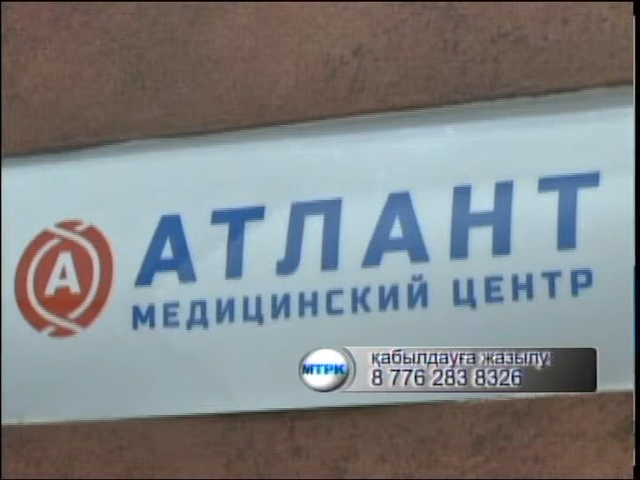 А
АТЛАНТ
МЕДИЦИНСКИЙ ЦЕНТР
МТРК
қабылдауға жазылу:
8 776 283 8326